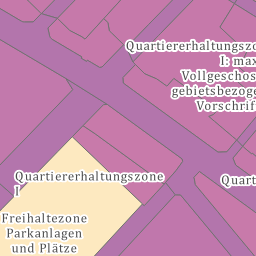 Quartiererhaltungszo
I: max
Vollgeschos
gebietsbezoge
Vorschrif
Quartiererhaltungszone
I
Quart
Freihaltezone
Parkanlagen
und Plätze